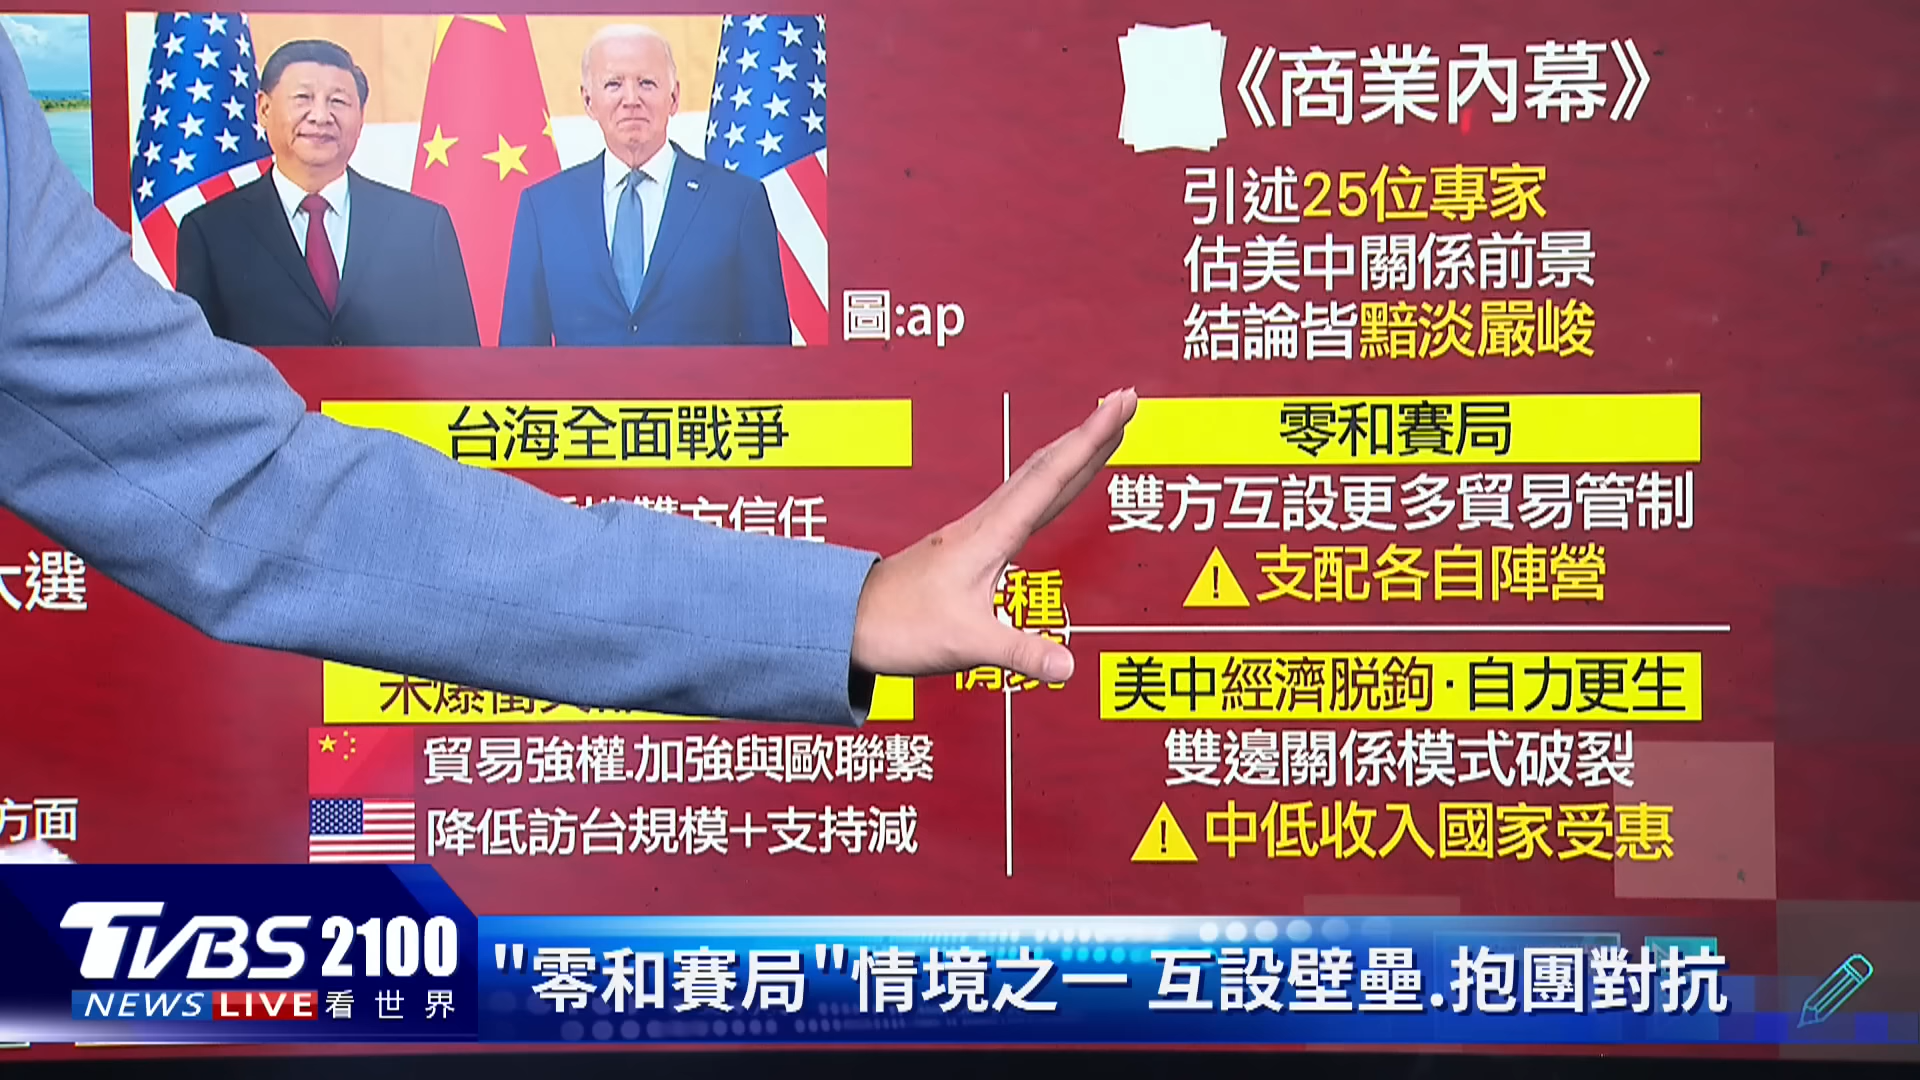 《商業內幕》
引述25位專家
估美中關係前景
結論皆黯淡嚴峻
圖:ap
台海全面戰爭
雙方信任
零和賽局
雙方互設更多貿易管制
! 支配各自陣營
種
大選
美中經濟脫鉤·自力更生
雙邊關係模式破裂
! 中低收入國家受惠
貿易強權.加強與歐聯繫
降低訪台規模+支持減
方面
TVBS 2100
NEWS LIVE 看世界
"零和賽局"情境之一 互設壁壘.抱團對抗